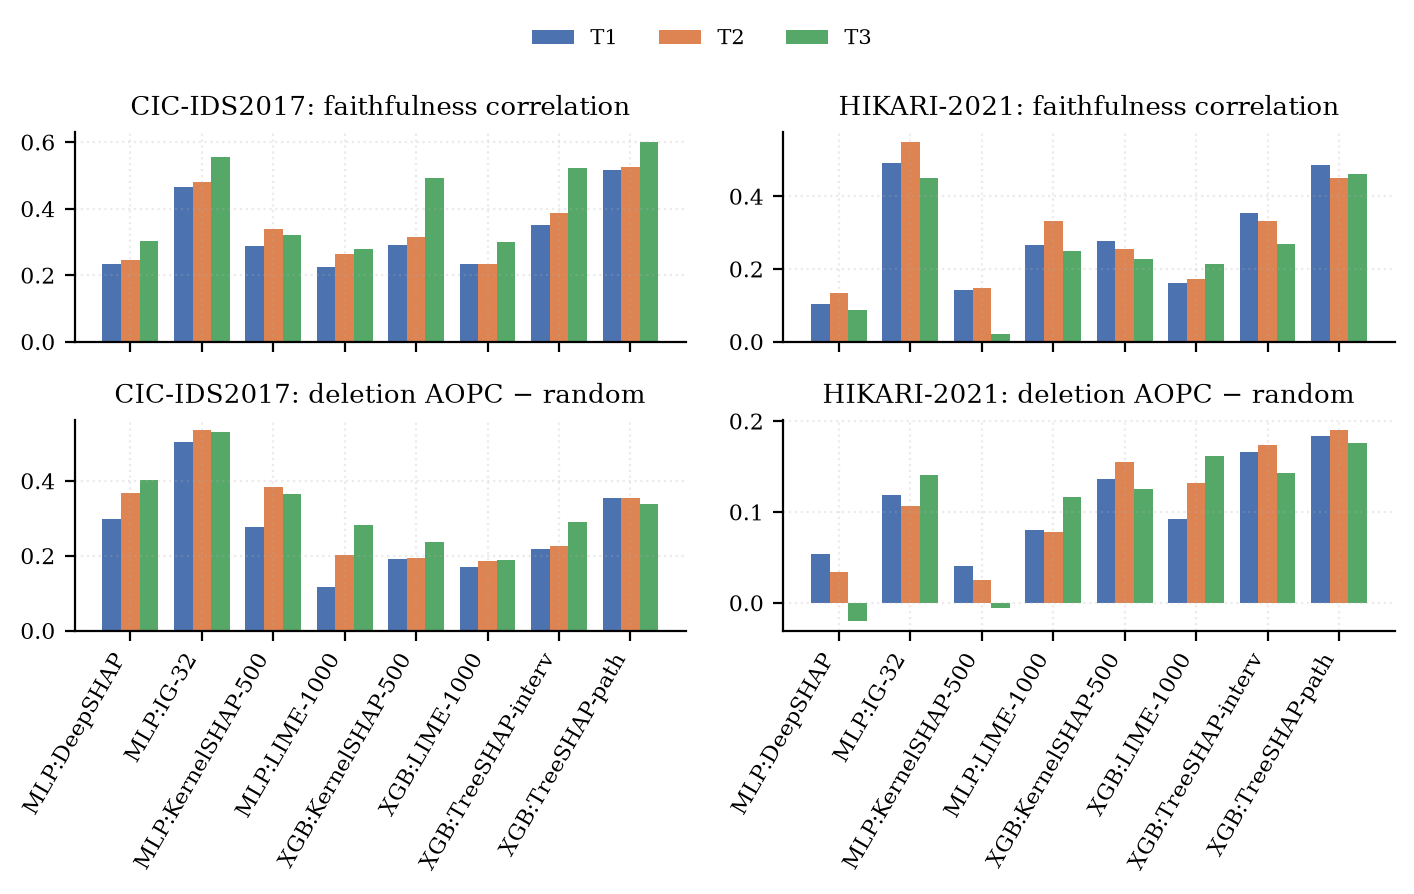 T1 T2 T3
CIC-IDS2017: faithfulness correlation
0.6
0.4
0.2
0.0
HIKARI-2021: faithfulness correlation
0.4
0.2
0.0
CIC-IDS2017: deletion AOPC − random
0.4
0.2
0.0
MLP:DeepSHAP
MLP:IG-32
MLP:KernelSHAP-500
MLP:LIME-1000
XGB:KernelSHAP-500
XGB:LIME-1000
XGB:TreeSHAP-interv
XGB:TreeSHAP-path
HIKARI-2021: deletion AOPC − random
0.2
0.1
0.0
MLP:DeepSHAP
MLP:IG-32
MLP:KernelSHAP-500
MLP:LIME-1000
XGB:KernelSHAP-500
XGB:LIME-1000
XGB:TreeSHAP-interv
XGB:TreeSHAP-path